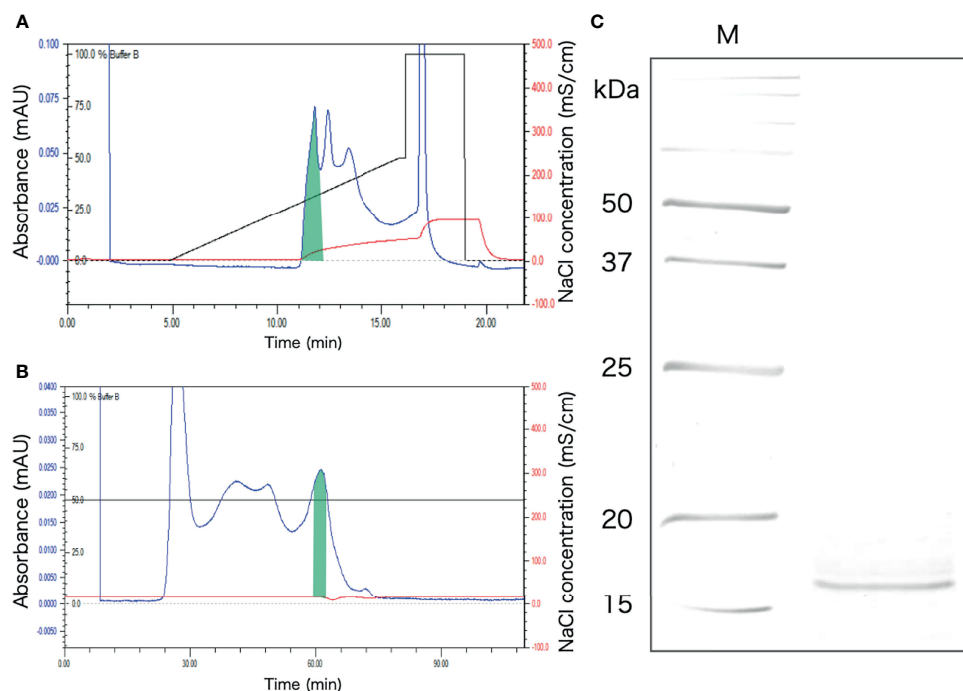 A
Absorbance (mAU)
0.100
0.075
0.050
0.025
-0.000
100.0 % Buffer B
75.0
50.0
25.0
0.0
500.0
400.0
300.0
200.0
100.0
0.0
-100.0
NaCl concentration (mS/cm)
0.00 5.00 10.00 15.00 20.00
Time (min)
B
Absorbance (mAU)
0.0400
0.0350
0.0300
0.0250
0.0200
0.0150
0.0100
0.0050
0.0000
-0.0050
100.0 % Buffer B
75.0
50.0
25.0
0.0
500.0
400.0
300.0
200.0
100.0
0.0
-100.0
NaCl concentration (mS/cm)
0.00 30.00 60.00 90.00
Time (min)
C
M
kDa
50
37
25
20
15